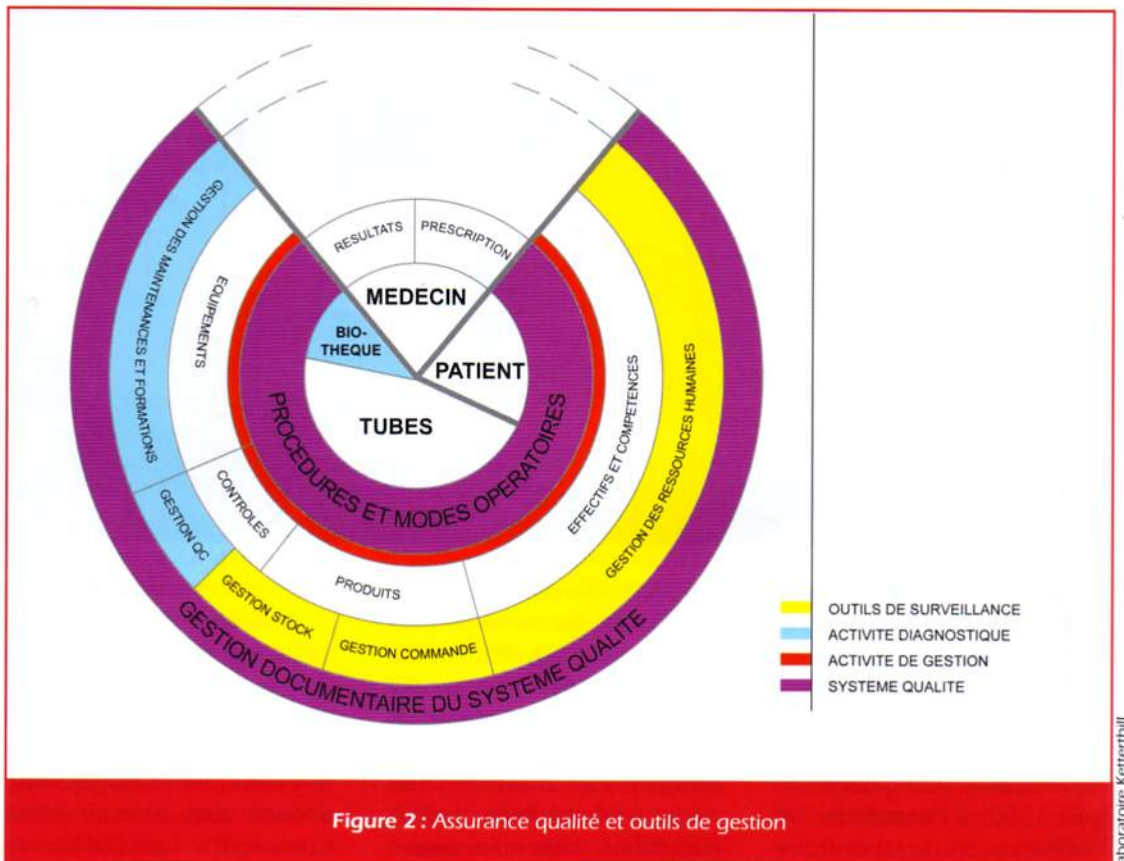 RESULTATS
PRESCRIPTION
MEDECIN
BIO-
THEQUE
PATIENT
TUBES
PROCEDURES ET MODES OPERATOIRES
EQUIPEMENTS
CONTROLES
PRODUITS
EFFECTIFS ET COMPETENCES
GESTION DES MAINTENANCES ET FORMATIONS
GESTION QC
GESTION STOCK
GESTION COMMANDE
GESTION DES RESSOURCES HUMAINES
GESTION DOCUMENTAIRE DU SYSTEME QUALITE
OUTILS DE SURVEILLANCE
ACTIVITE DIAGNOSTIQUE
ACTIVITE DE GESTION
SYSTEME QUALITE
Figure 2 : Assurance qualité et outils de gestion